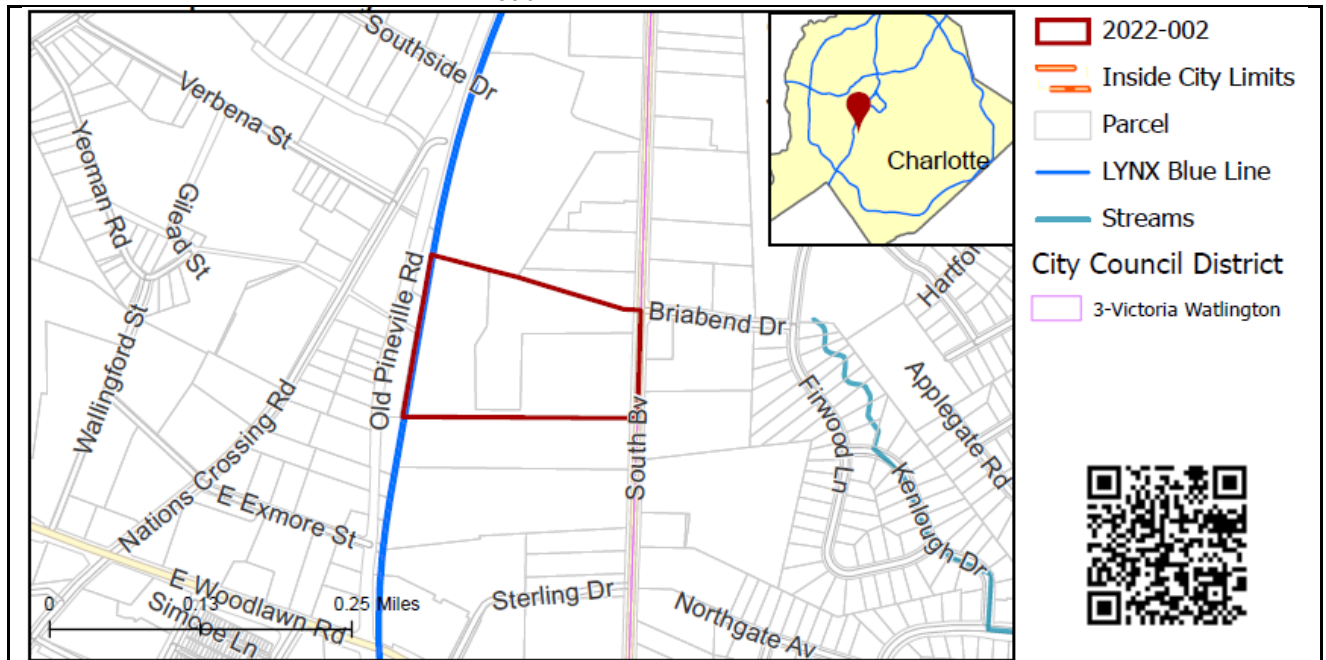 Southside Dr
Verbena St
Yeoman Rd
Gilead St
Wallingford St
Nations Crossing Rd
Old Pineville Rd
E Exmore St
E Woodlawn Rd
Simcoe Ln
0 0.13 0.25 Miles
South Bv
Sterling Dr
Northgate Av
Briabend Dr
Firwood Ln
Kenlough Dr
Applegate Rd
Hartfor
Charlotte
2022-002
Inside City Limits
Parcel
LYNX Blue Line
Streams
City Council District
3-Victoria Watlington